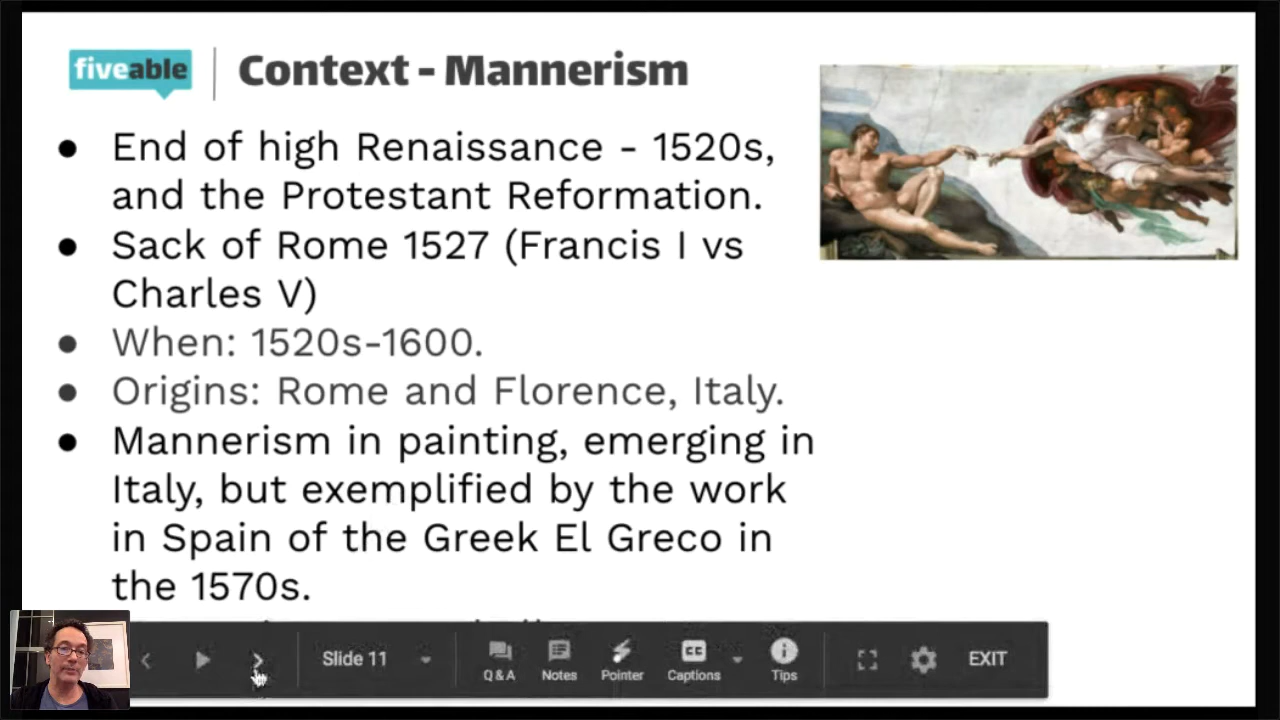 fiveable
Context - Mannerism
● End of high Renaissance - 1520s,
and the Protestant Reformation.
● Sack of Rome 1527 (Francis I vs
Charles V)
● When: 1520s-1600.
● Origins: Rome and Florence, Italy.
● Mannerism in painting, emerging in
Italy, but exemplified by the work
in Spain of the Greek El Greco in
the 1570s.
Slide 11
Q & A
Notes
Pointer
CC
Captions
Tips
EXIT